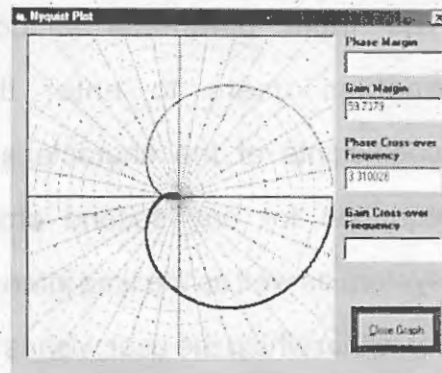 Nyquist Plot
Phase Margin
Gain Margin
59.7379
Phase Cross-over
Frequency
3.310028
Gain Cross-over
Frequency
Close Graph